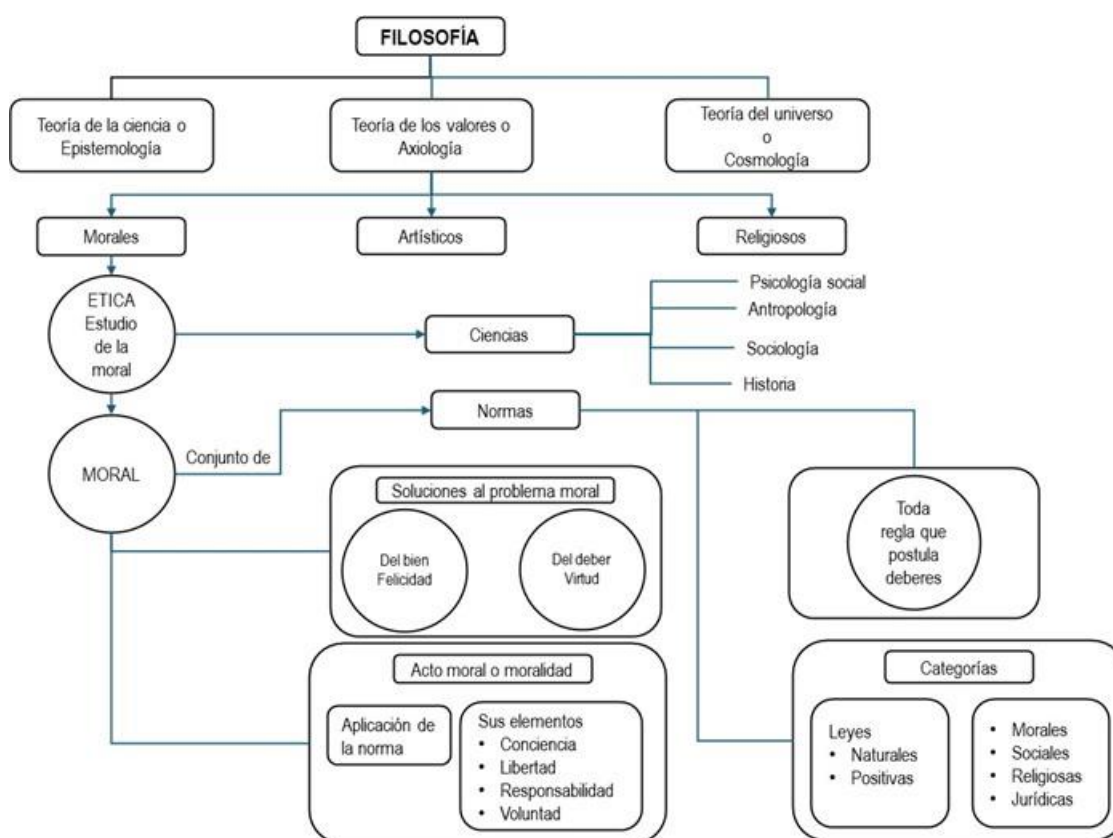 FILOSOFÍA
Teoría de la ciencia o
Epistemología
Teoría de los valores o
Axiología
Teoría del universo
o
Cosmología
Morales
Artísticos
Religiosos
ETICA
Estudio
de la
moral
Ciencias
Psicología social
Antropología
Sociología
Historia
MORAL
Conjunto de
Normas
Soluciones al problema moral
Del bien
Felicidad
Del deber
Virtud
Toda
regla que
postula
deberes
Acto moral o moralidad
Aplicación de
la norma
Sus elementos
• Conciencia
• Libertad
• Responsabilidad
• Voluntad
Categorías
Leyes
• Naturales
• Positivas
• Morales
• Sociales
• Religiosas
• Jurídicas